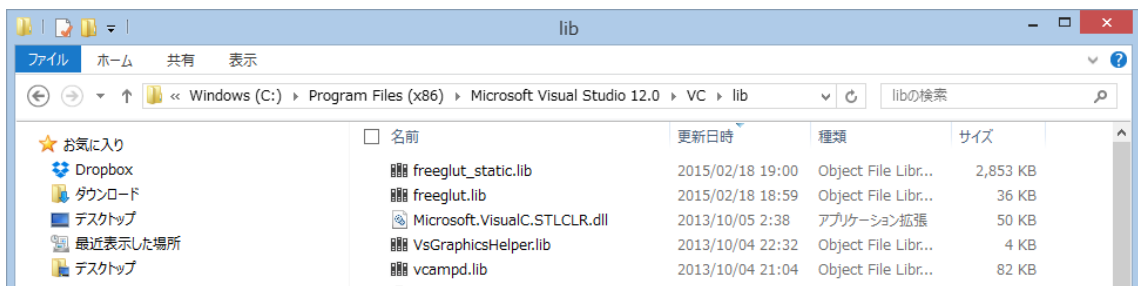 lib
ファイル ホーム 共有 表示
« Windows (C:) Program Files (x86) Microsoft Visual Studio 12.0 VC lib libの検索
お気に入り
Dropbox
ダウンロード
デスクトップ
最近表示した場所
デスクトップ
名前 更新日時 種類 サイズ
freeglut_static.lib 2015/02/18 19:00 Object File Libr... 2,853 KB
freeglut.lib 2015/02/18 18:59 Object File Libr... 36 KB
Microsoft.VisualC.STLCLR.dll 2013/10/05 2:38 アプリケーション拡張 50 KB
VsGraphicsHelper.lib 2013/10/04 22:32 Object File Libr... 4 KB
vcampd.lib 2013/10/04 21:04 Object File Libr... 82 KB